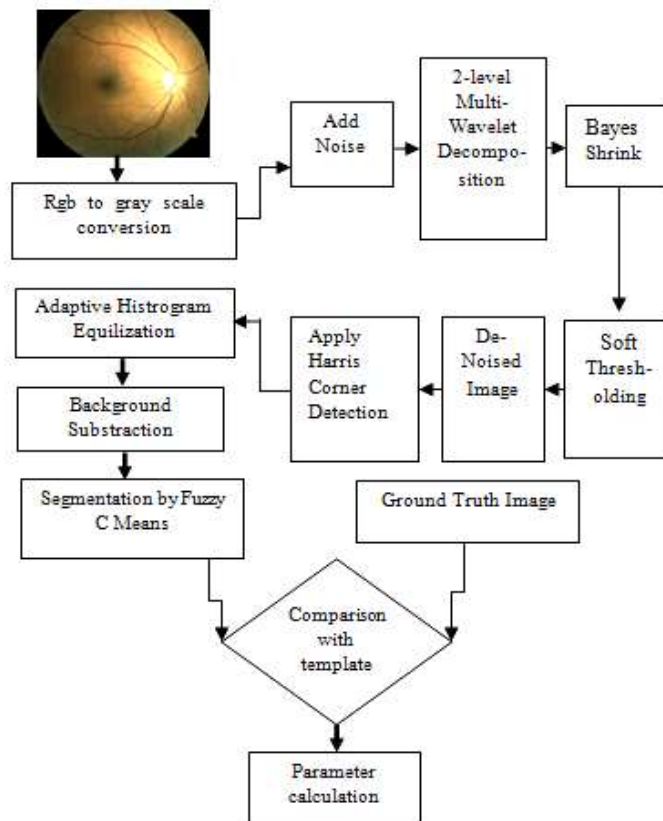 Rgb to gray scale
conversion
Add
Noise
2-level
Multi-
Wavelet
Decompo-
sition
Bayes
Shrink
Soft
Thresh-
olding
De-
Noised
Image
Apply
Harris
Corner
Detection
Adaptive Histrogram
Equilization
Background
Substraction
Segmentation by Fuzzy
C Means
Ground Truth Image
Comparison
with
template
Parameter
calculation